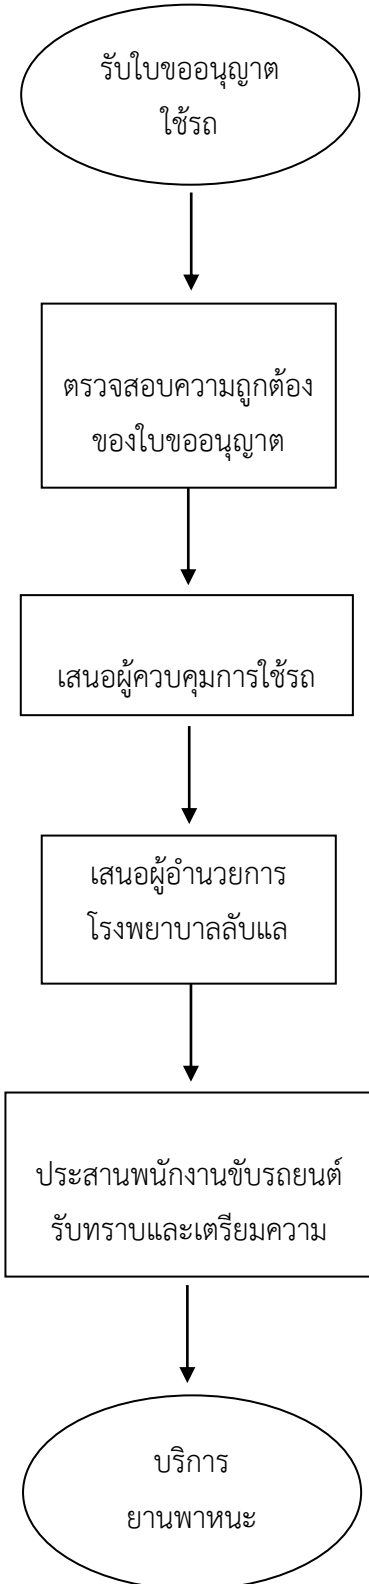 รับใบขออนุญาต
ใช้รถ
ตรวจสอบความถูกต้อง
ของใบขออนุญาต
เสนอผู้ควบคุมการใช้รถ
เสนอผู้อำนวยการ
โรงพยาบาลลับแล
ประสานพนักงานขับรถยนต์
รับทราบและเตรียมความ
บริการ
ยานพาหนะ